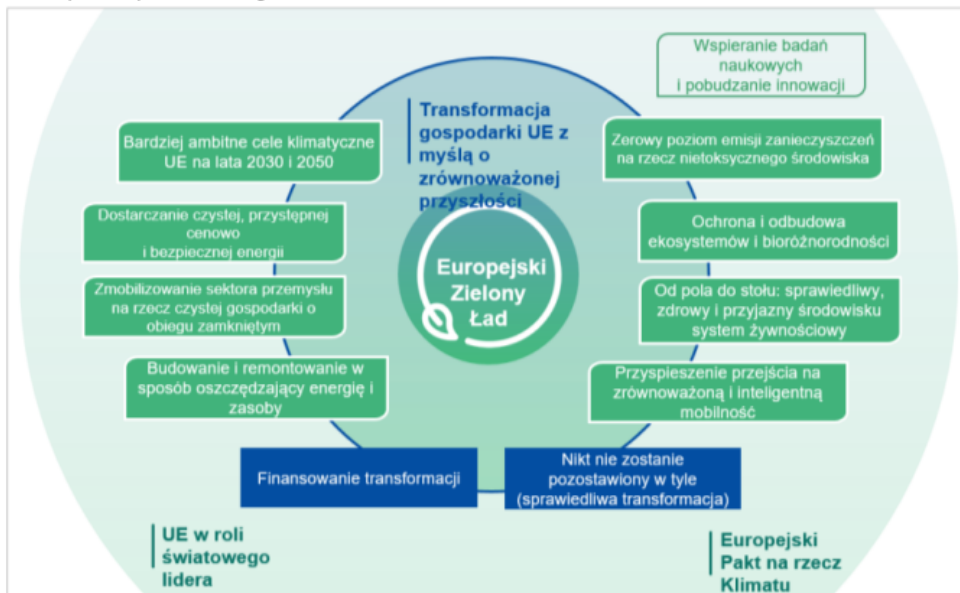 Wspieranie badań
naukowych
i pobudzanie innowacji
Transformacja
gospodarki UE z
myślą o
zrównoważonej
przyszłości
Bardziej ambitne cele klimatyczne
UE na lata 2030 i 2050
Zerowy poziom emisji zanieczyszczeń
na rzecz nietoksycznego środowiska
Dostarczanie czystej, przystępnej
cenowo
i bezpiecznej energii
Ochrona i odbudowa
ekosystemów i bioróżnorodności
Europejski
Zielony
Ład
Zmobilizowanie sektora przemysłu
na rzecz czystej gospodarki o
obiegu zamkniętym
Od pola do stołu: sprawiedliwy,
zdrowy i przyjazny środowisku
system żywnościowy
Budowanie i remontowanie w
sposób oszczędzający energię i
zasoby
Przyspieszenie przejścia na
zrównoważoną i inteligentną
mobilność
Finansowanie transformacji
Nikt nie zostanie
pozostawiony w tyle
(sprawiedliwa transformacja)
UE w roli
światowego
lidera
Europejski
Pakt na rzecz
Klimatu